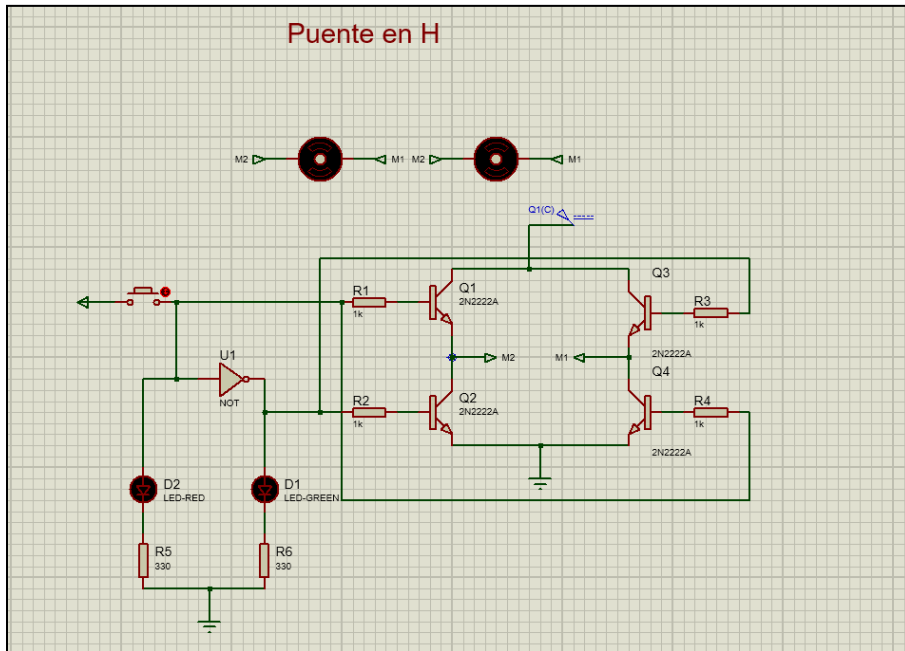 Puente en H
M2 M1 M2 M1
Q1(C)
Q3
R1
1k
Q1
2N2222A
R3
1k
U1
NOT
M2
M1
2N2222A
R2
1k
Q2
2N2222A
Q4
R4
1k
2N2222A
D2
LED-RED
D1
LED-GREEN
R5
330
R6
330